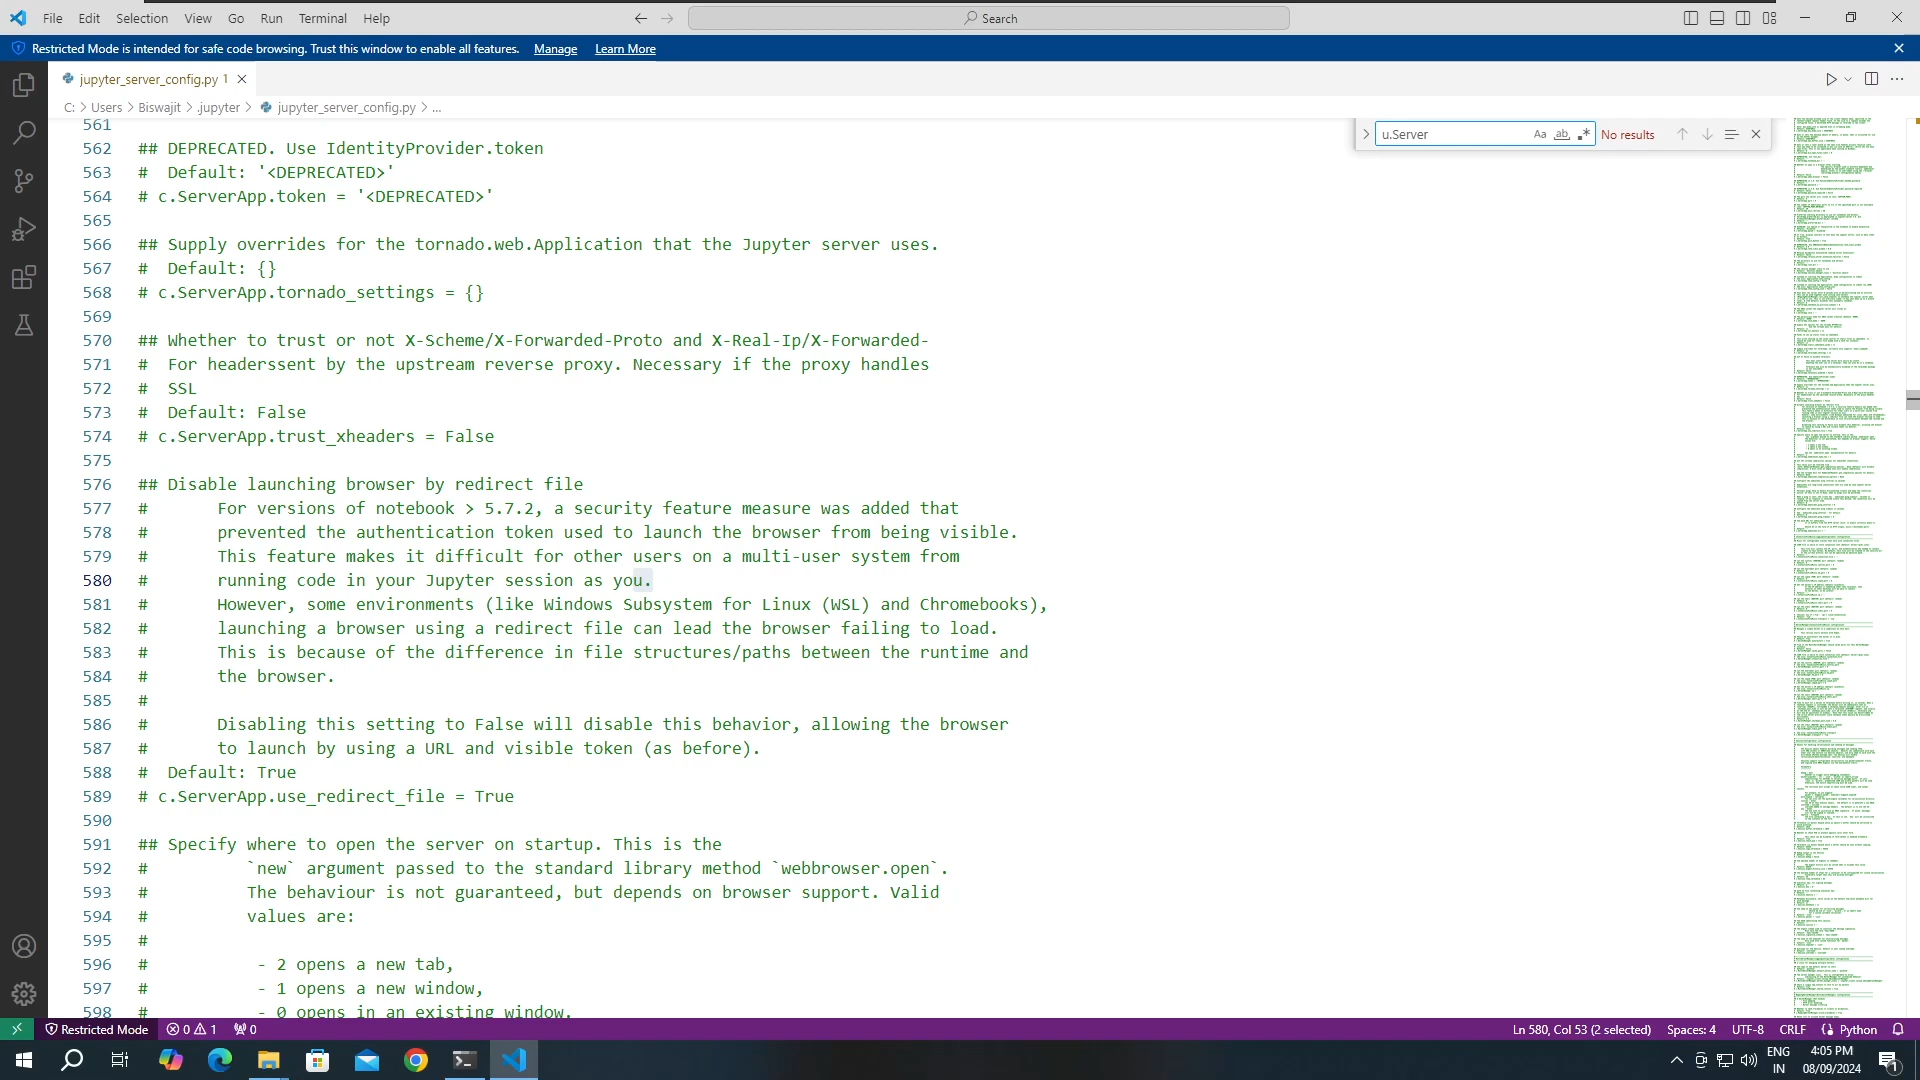 File Edit Selection View Go Run Terminal Help
Search
Restricted Mode is intended for safe code browsing. Trust this window to enable all features. Manage Learn More
jupyter_server_config.py 1
C: > Users > Biswajit > .jupyter > jupyter_server_config.py > ...
u.Server
Aa ab No results
561
562 ## DEPRECATED. Use IdentityProvider.token
563 #  Default: '<DEPRECATED>'
564 # c.ServerApp.token = '<DEPRECATED>'
565
566 ## Supply overrides for the tornado.web.Application that the Jupyter server uses.
567 #  Default: {}
568 # c.ServerApp.tornado_settings = {}
569
570 ## Whether to trust or not X-Scheme/X-Forwarded-Proto and X-Real-Ip/X-Forwarded-
571 #  For headerssent by the upstream reverse proxy. Necessary if the proxy handles
572 #  SSL
573 #  Default: False
574 # c.ServerApp.trust_xheaders = False
575
576 ## Disable launching browser by redirect file
577 #       For versions of notebook > 5.7.2, a security feature measure was added that
578 #       prevented the authentication token used to launch the browser from being visible.
579 #       This feature makes it difficult for other users on a multi-user system from
580 #       running code in your Jupyter session as you.
581 #       However, some environments (like Windows Subsystem for Linux (WSL) and Chromebooks),
582 #       launching a browser using a redirect file can lead the browser failing to load.
583 #       This is because of the difference in file structures/paths between the runtime and
584 #       the browser.
585 #
586 #       Disabling this setting to False will disable this behavior, allowing the browser
587 #       to launch by using a URL and visible token (as before).
588 #  Default: True
589 # c.ServerApp.use_redirect_file = True
590
591 ## Specify where to open the server on startup. This is the
592 #          `new` argument passed to the standard library method `webbrowser.open`.
593 #          The behaviour is not guaranteed, but depends on browser support. Valid
594 #          values are:
595 #
596 #           - 2 opens a new tab,
597 #           - 1 opens a new window,
598 #           - 0 opens in an existing window.
Restricted Mode 0 1 0
Ln 580, Col 53 (2 selected) Spaces: 4 UTF-8 CRLF Python
ENG
IN
4:05 PM
08/09/2024
1